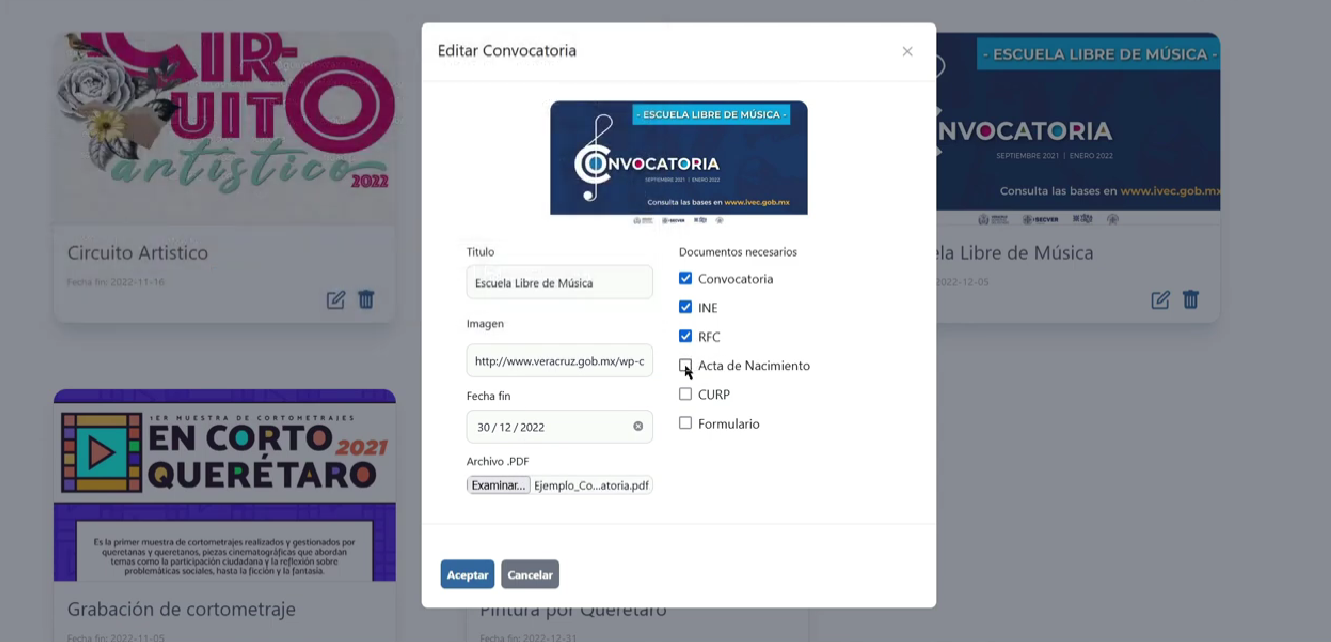 Editar Convocatoria
- ESCUELA LIBRE DE MÚSICA -
CONVOCATORIA
SEPTIEMBRE 2021 | ENERO 2022
Consulta las bases en www.ivec.gob.mx
Título
Escuela Libre de Música
Imagen
http://www.veracruz.gob.mx/wp-c
Fecha fin
30 / 12 / 2022
Archivo .PDF
Examinar... Ejemplo_Co...atoria.pdf
Documentos necesarios
Convocatoria
INE
RFC
Acta de Nacimiento
CURP
Formulario
Aceptar Cancelar
CIR-
CUITO
artístico
2022
Circuito Artistico
Fecha fin: 2022-11-16
- ESCUELA LIBRE DE MÚSICA -
NVOCATORIA
SEPTIEMBRE 2021 | ENERO 2022
Consulta las bases en www.ivec.gob.mx
ISECVER
la Libre de Música
2022-12-05
1ER MUESTRA DE CORTOMETRAJES
EN CORTO
QUERÉTARO
2021
Es la primer muestra de cortometrajes realizados y gestionados por
queretanas y queretanos, piezas cinematográficas que abordan
temas como la participación ciudadana y la reflexión sobre
problemáticas sociales, hasta la ficción y la fantasía.
Grabación de cortometraje
Fecha fin: 2022-11-05
Pintura por Querétaro
Fecha fin: 2022-12-31